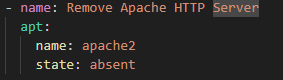 - name: Remove Apache HTTP Server
  apt:
    name: apache2
    state: absent